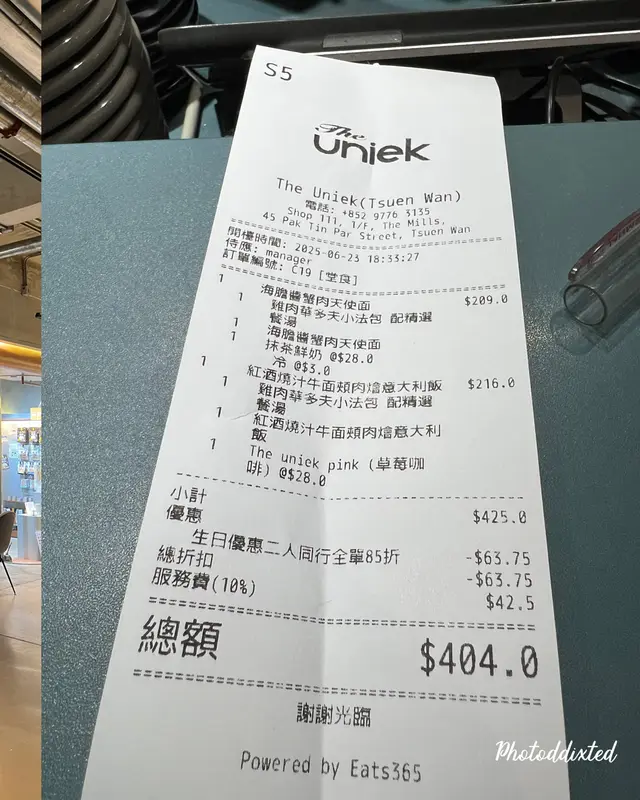 S5
The
uniek
The Uniek(Tsuen Wan)
電話: +852 9776 3135
Shop 111, 1/F, The Mills,
45 Pak Tin Par Street, Tsuen Wan
開檯時間: 2025-06-23 18:33:27
侍應: manager
訂單編號: C19 [堂食]
1 海膽醬蟹肉天使面 $209.0
1 雞肉華多夫小法包 配精選
餐湯
1 海膽醬蟹肉天使面
1 抹茶鮮奶 @$28.0
冷 @$3.0
1 紅酒燒汁牛面頰肉燴意大利飯 $216.0
1 雞肉華多夫小法包 配精選
餐湯
1 紅酒燒汁牛面頰肉燴意大利
飯
1 The uniek pink (草莓咖
啡) @$28.0
小計 $425.0
優惠
生日優惠二人同行全單85折 -$63.75
總折扣 -$63.75
服務費(10%) $42.5
總額 $404.0
謝謝光臨
Powered by Eats365
Photoddixted